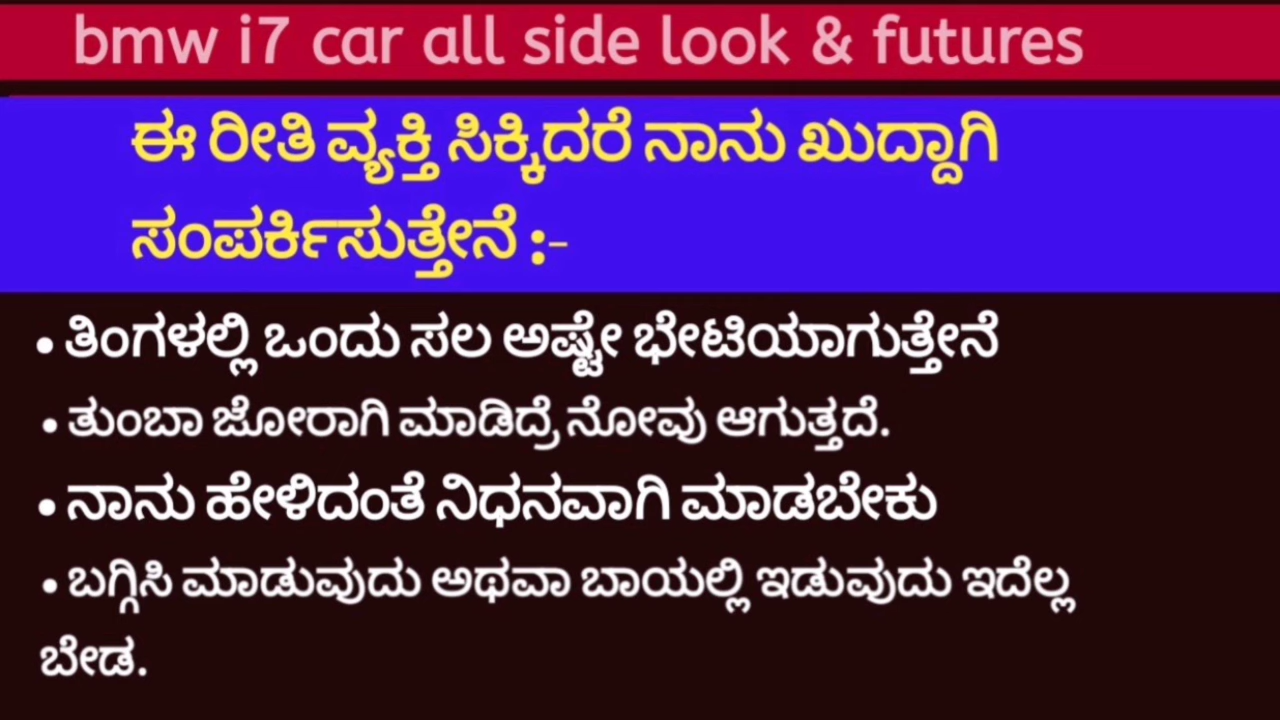 bmw i7 car all side look & futures
ಈ ರೀತಿ ವ್ಯಕ್ತಿ ಸಿಕ್ಕಿದರೆ ನಾನು ಖುದ್ದಾಗಿ
ಸಂಪರ್ಕಿಸುತ್ತೇನೆ :-
• ತಿಂಗಳಲ್ಲಿ ಒಂದು ಸಲ ಅಷ್ಟೇ ಭೇಟಿಯಾಗುತ್ತೇನೆ
• ತುಂಬಾ ಜೋರಾಗಿ ಮಾಡಿದ್ರೆ ನೋವು ಆಗುತ್ತದೆ.
• ನಾನು ಹೇಳಿದಂತೆ ನಿಧನವಾಗಿ ಮಾಡಬೇಕು
• ಬಗ್ಗಿಸಿ ಮಾಡುವುದು ಅಥವಾ ಬಾಯಲ್ಲಿ ಇಡುವುದು ಇದೆಲ್ಲ
ಬೇಡ.